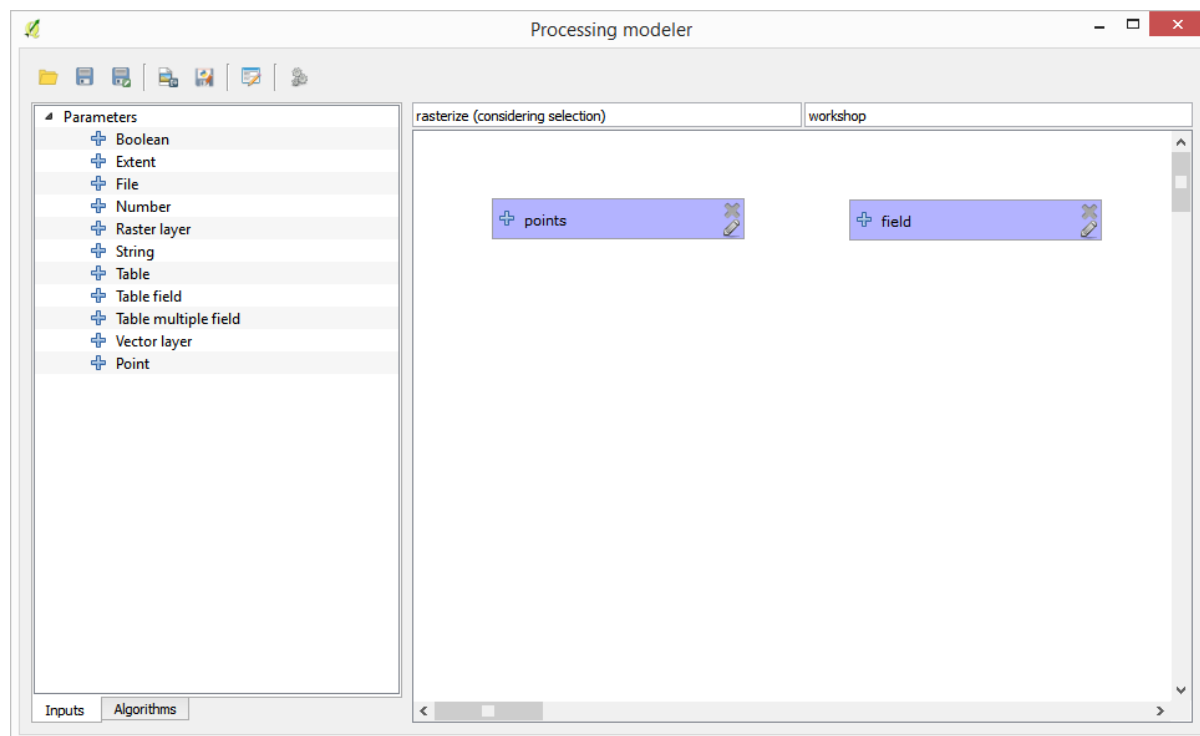 Processing modeler
Parameters
Boolean
Extent
File
Number
Raster layer
String
Table
Table field
Table multiple field
Vector layer
Point
Inputs
Algorithms
rasterize (considering selection)
workshop
points
field